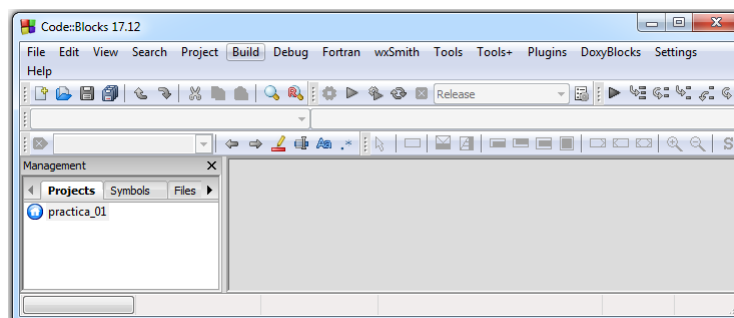 Code::Blocks 17.12
File Edit View Search Project Build Debug Fortran wxSmith Tools Tools+ Plugins DoxyBlocks Settings
Help
Release
Aa .*
S
Management
Projects Symbols Files
practica_01